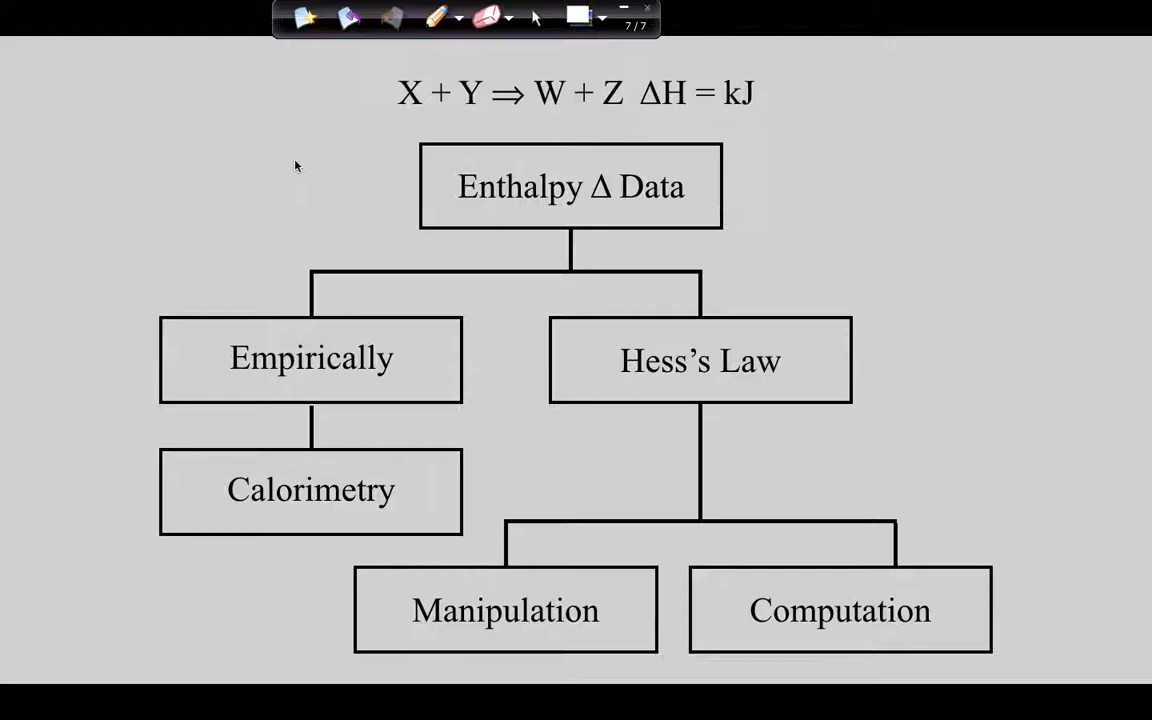 7/7
X + Y ⇒ W + Z ΔH = kJ
Enthalpy Δ Data
Empirically
Hess’s Law
Calorimetry
Manipulation
Computation